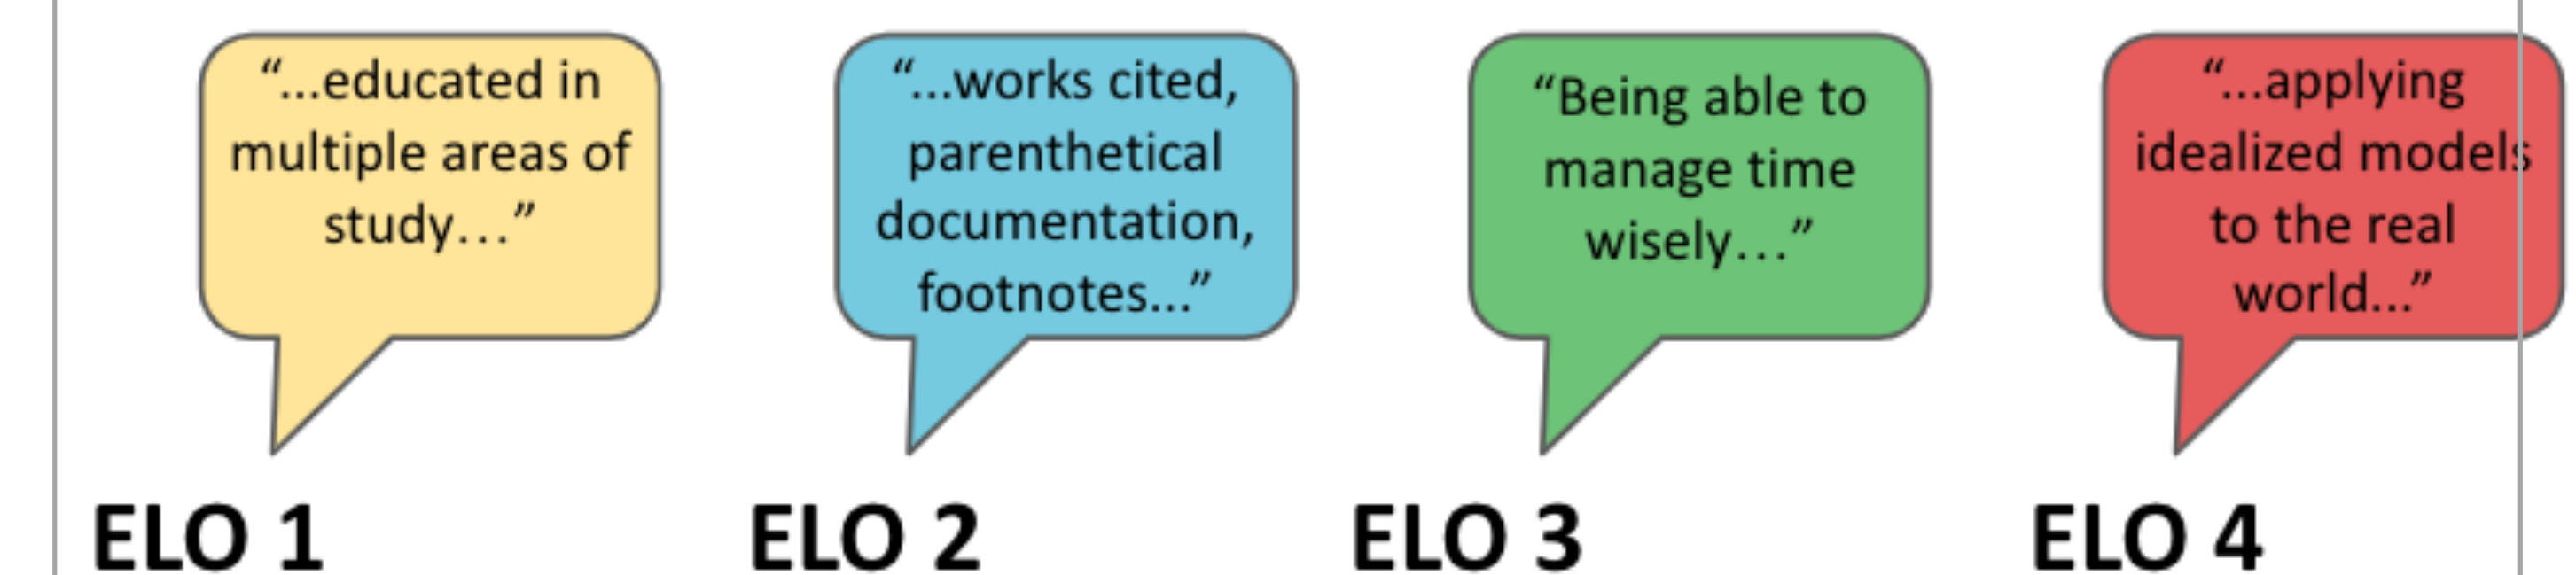 “...educated in
multiple areas of
study...”
“...works cited,
parenthetical
documentation,
footnotes...”
“Being able to
manage time
wisely...”
“...applying
idealized models
to the real
world...”
ELO 1
ELO 2
ELO 3
ELO 4